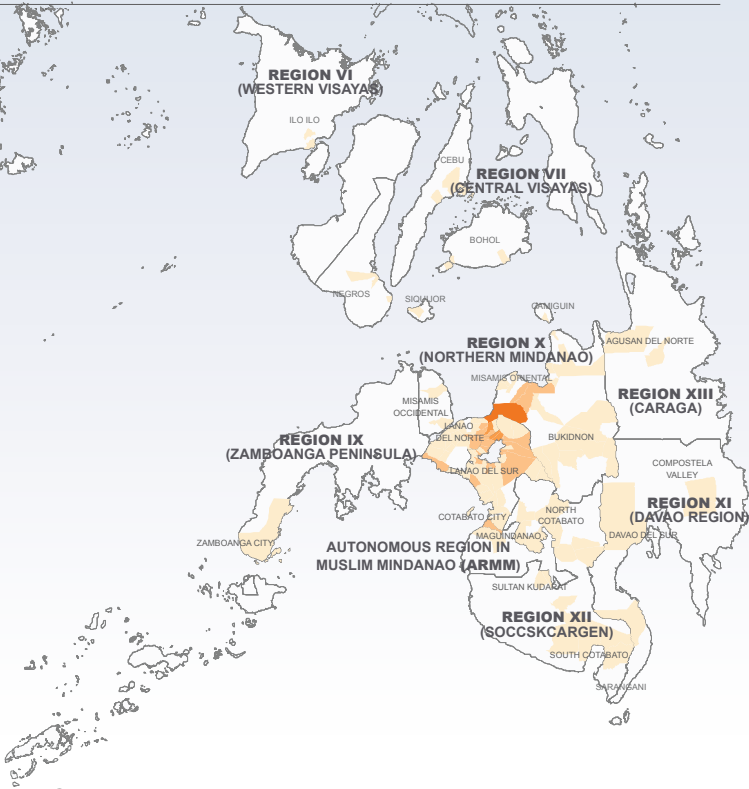 REGION VI
(WESTERN VISAYAS)
ILO ILO
CEBU
REGION VII
(CENTRAL VISAYAS)
BOHOL
NEGROS
SIQUIJOR
CAMIGUIN
REGION X
(NORTHERN MINDANAO)
AGUSAN DEL NORTE
MISAMIS ORIENTAL
REGION XIII
(CARAGA)
MISAMIS
OCCIDENTAL
LANAO
DEL NORTE
BUKIDNON
REGION IX
(ZAMBOANGA PENINSULA)
LANAO DEL SUR
COMPOSTELA
VALLEY
REGION XI
(DAVAO REGION)
COTABATO CITY
NORTH
COTABATO
MAGUINDANAO
DAVAO DEL SUR
ZAMBOANGA CITY
AUTONOMOUS REGION IN
MUSLIM MINDANAO (ARMM)
SULTAN KUDARAT
REGION XII
(SOCCSKCARGEN)
SOUTH COTABATO
SARANGANI